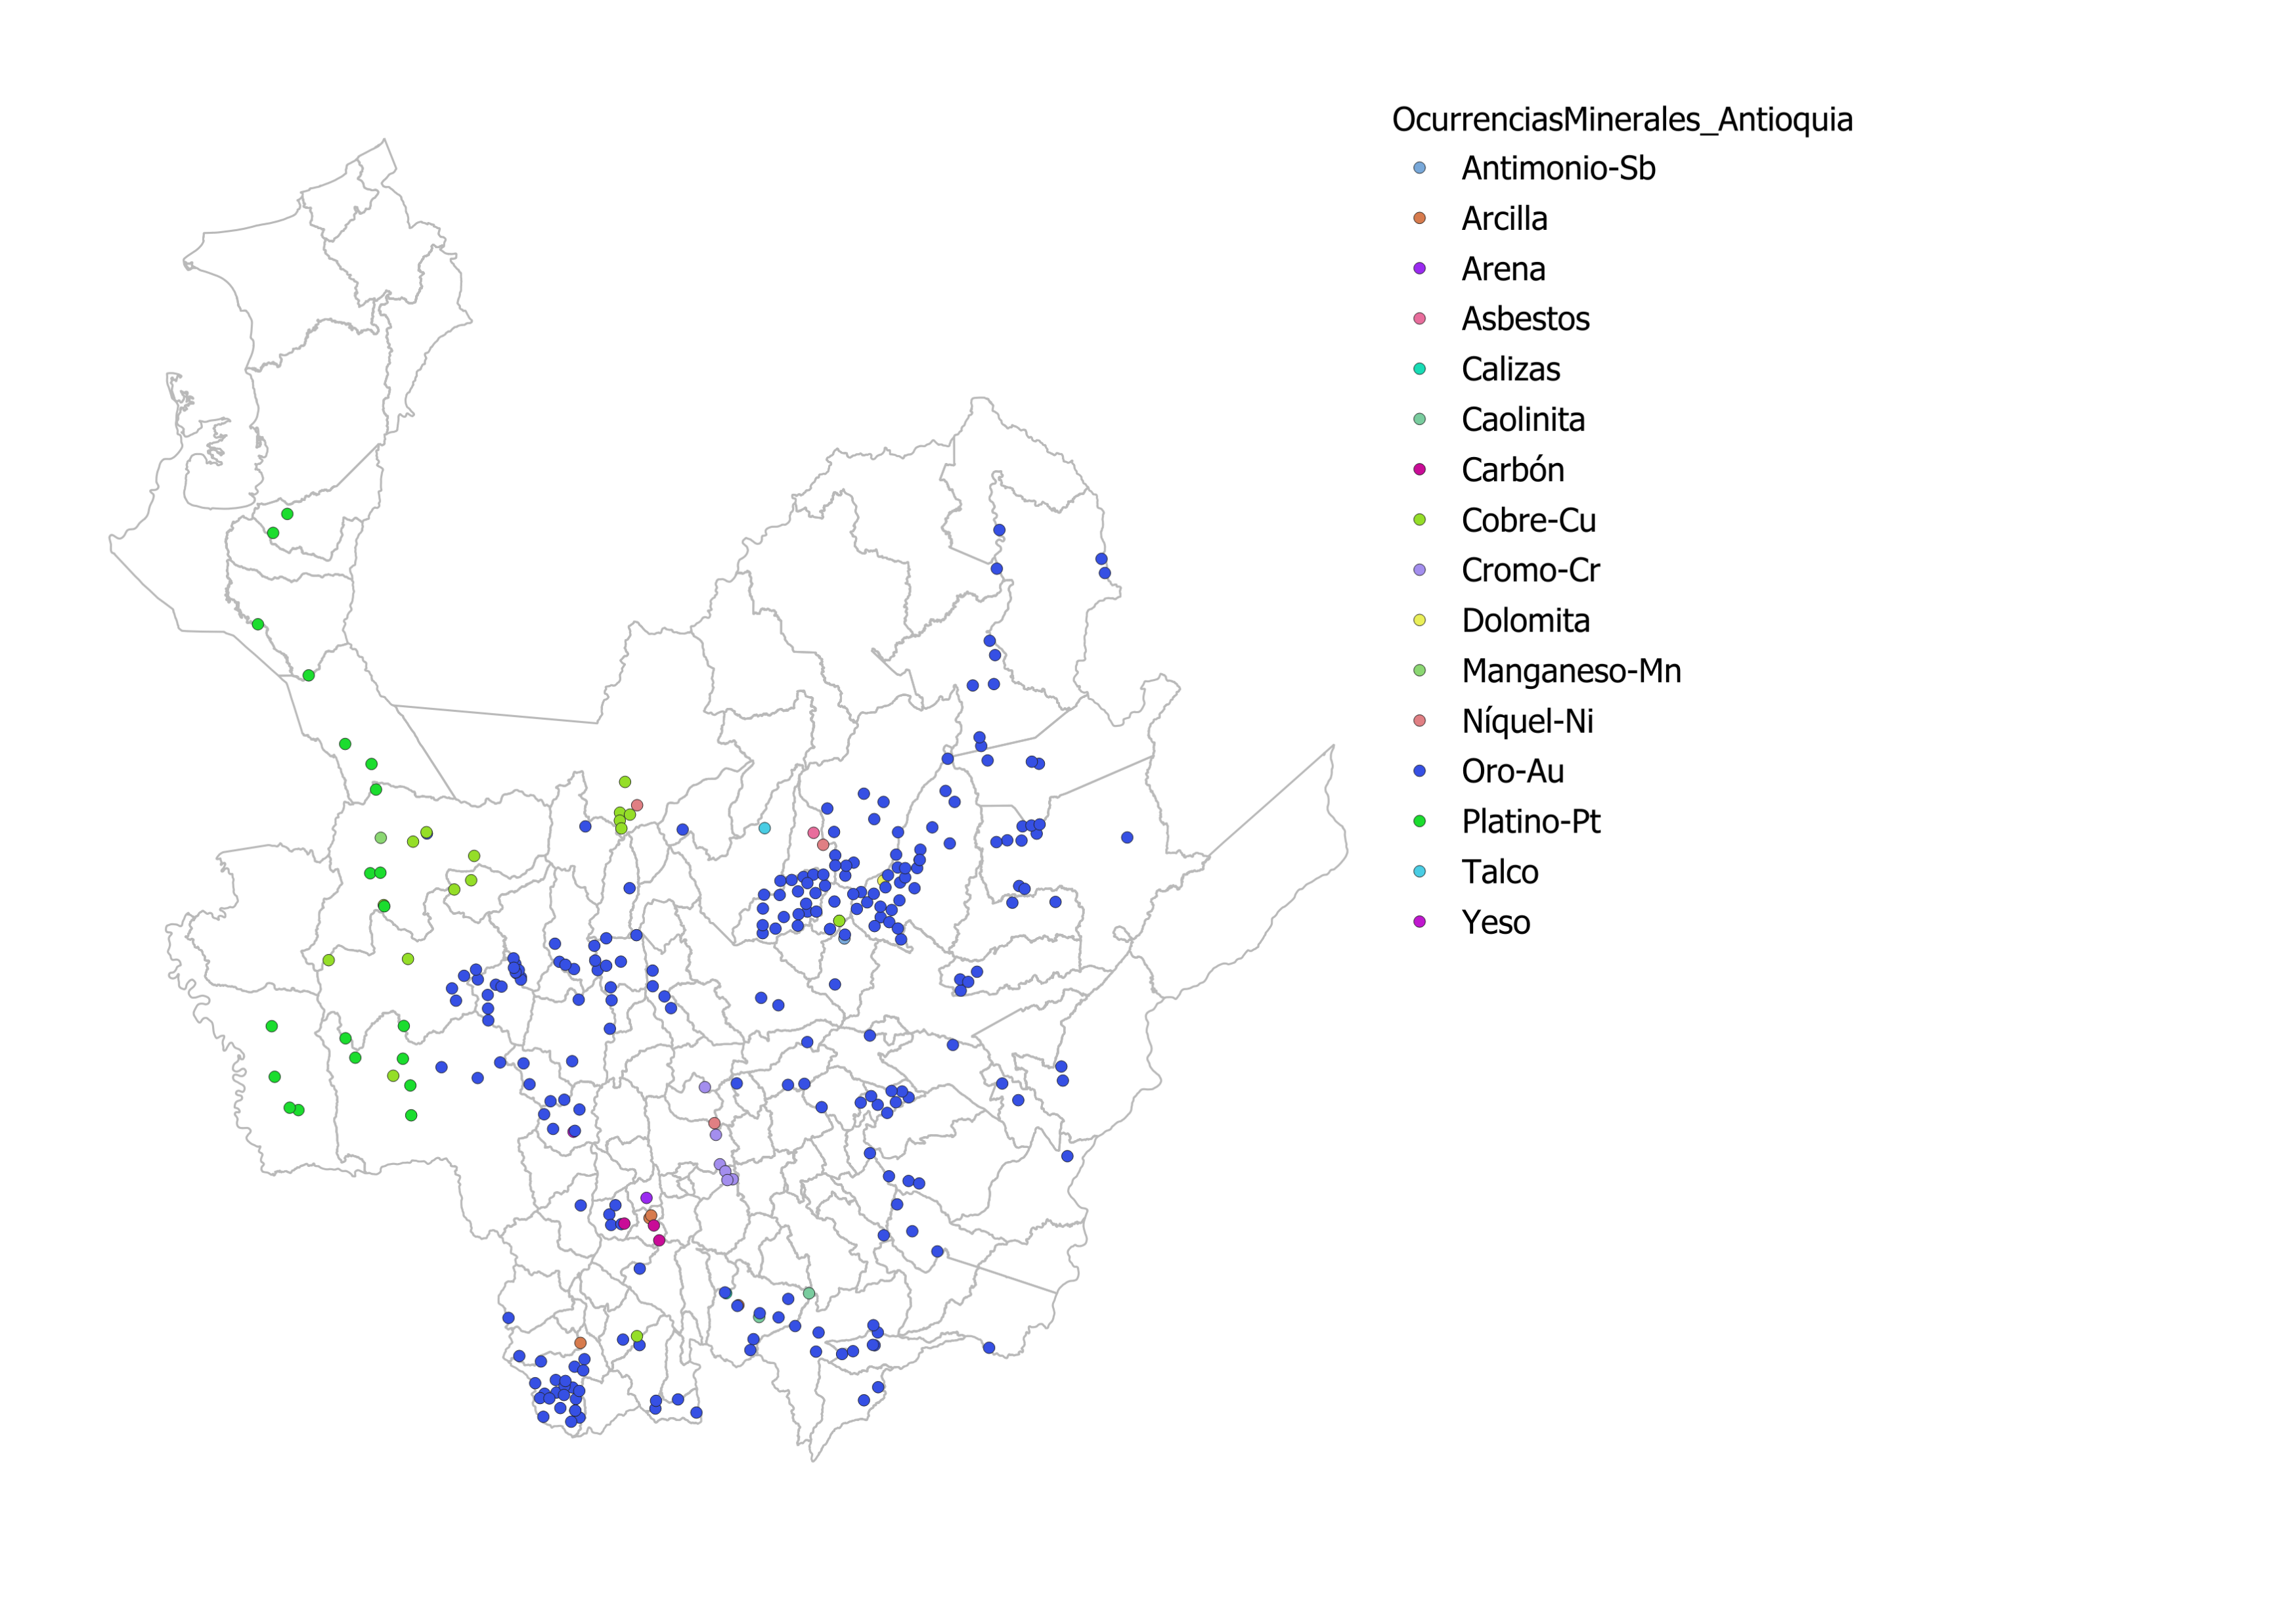 OcurrenciasMinerales_Antioquia
Antimonio-Sb
Arcilla
Arena
Asbestos
Calizas
Caolinita
Carbón
Cobre-Cu
Cromo-Cr
Dolomita
Manganeso-Mn
Níquel-Ni
Oro-Au
Platino-Pt
Talco
Yeso